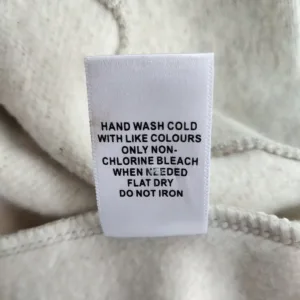 HAND WASH COLD
WITH LIKE COLOURS
ONLY NON-
CHLORINE BLEACH
WHEN NEEDED
FLAT DRY
DO NOT IRON